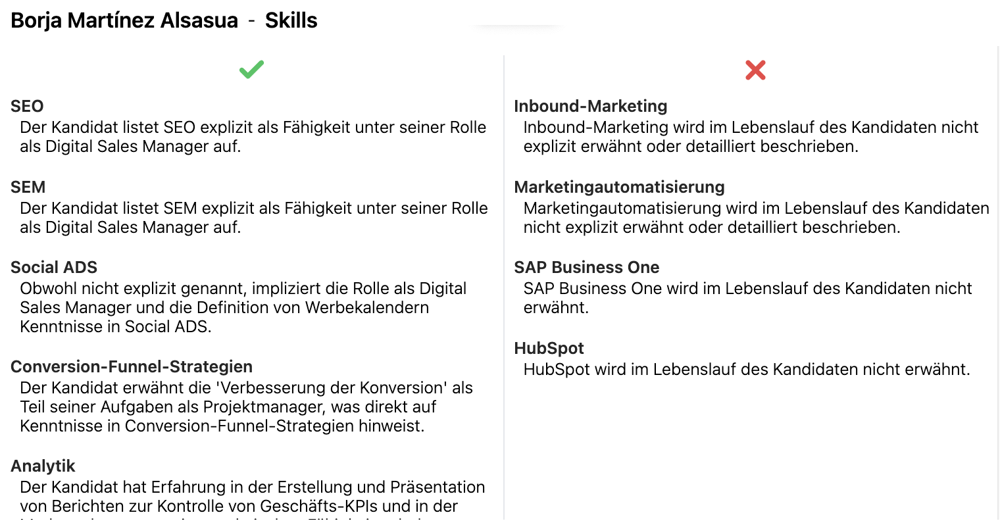 Borja Martínez Alsasua - Skills
SEO
Der Kandidat listet SEO explizit als Fähigkeit unter seiner Rolle
als Digital Sales Manager auf.
SEM
Der Kandidat listet SEM explizit als Fähigkeit unter seiner Rolle
als Digital Sales Manager auf.
Social ADS
Obwohl nicht explizit genannt, impliziert die Rolle als Digital
Sales Manager und die Definition von Werbekalendern
Kenntnisse in Social ADS.
Conversion-Funnel-Strategien
Der Kandidat erwähnt die 'Verbesserung der Konversion' als
Teil seiner Aufgaben als Projektmanager, was direkt auf
Kenntnisse in Conversion-Funnel-Strategien hinweist.
Analytik
Der Kandidat hat Erfahrung in der Erstellung und Präsentation
von Berichten zur Kontrolle von Geschäfts-KPIs und in der
Inbound-Marketing
Inbound-Marketing wird im Lebenslauf des Kandidaten nicht
explizit erwähnt oder detailliert beschrieben.
Marketingautomatisierung
Marketingautomatisierung wird im Lebenslauf des Kandidaten
nicht explizit erwähnt oder detailliert beschrieben.
SAP Business One
SAP Business One wird im Lebenslauf des Kandidaten nicht
erwähnt.
HubSpot
HubSpot wird im Lebenslauf des Kandidaten nicht erwähnt.